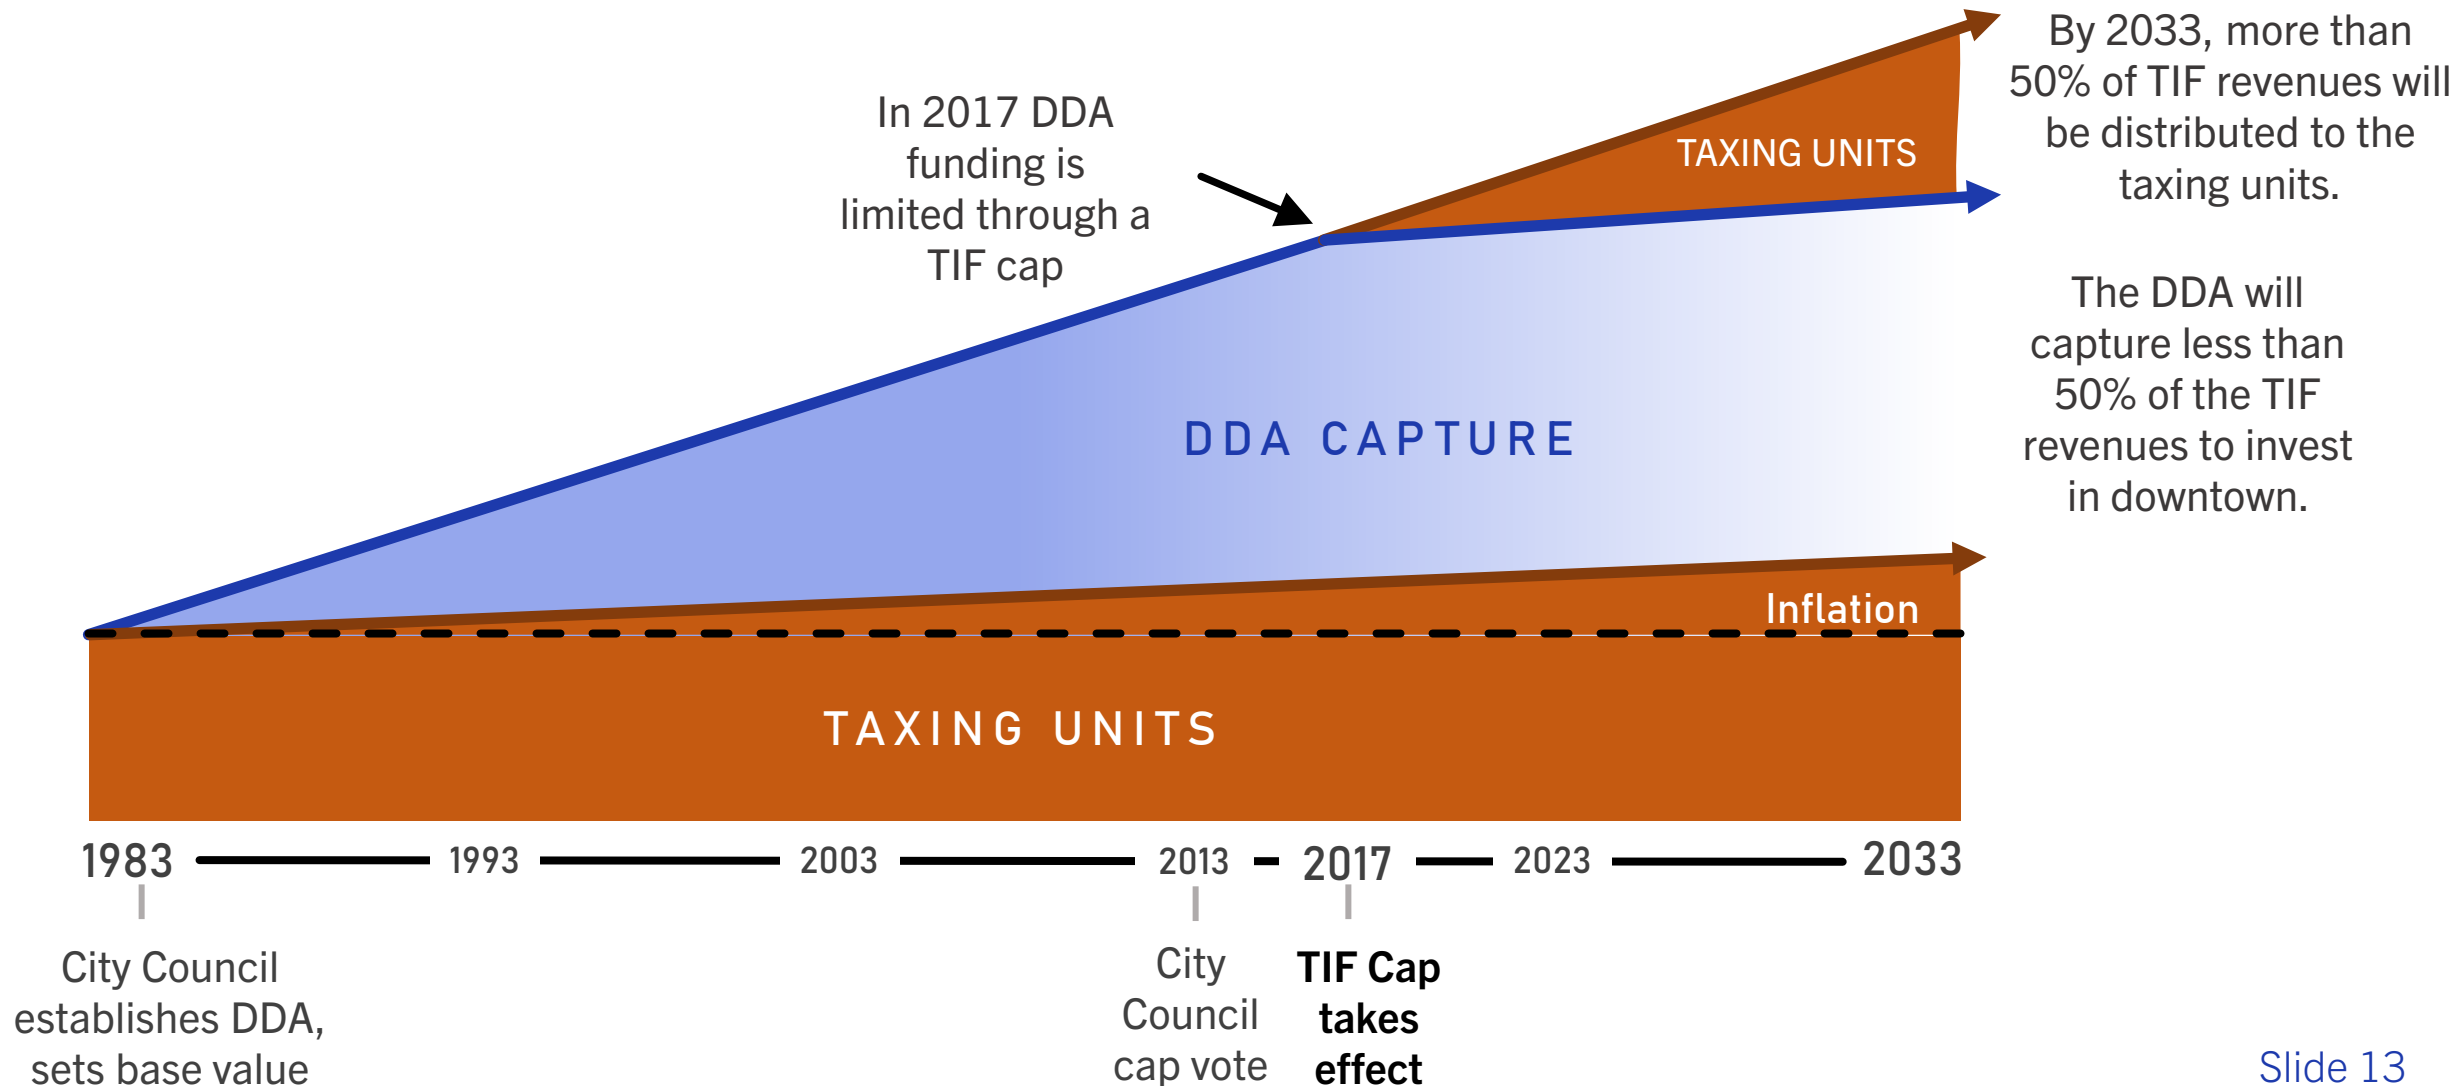 By 2033, more than
50% of TIF revenues will
be distributed to the
taxing units.
In 2017 DDA
funding is
limited through a
TIF cap
TAXING UNITS
The DDA will
capture less than
50% of the TIF
revenues to invest
in downtown.
DDA CAPTURE
Inflation
TAXING UNITS
1983 1993 2003 2013 2017 2023 2033
City Council
establishes DDA,
sets base value
City
Council
cap vote
TIF Cap
takes
effect
Slide 13